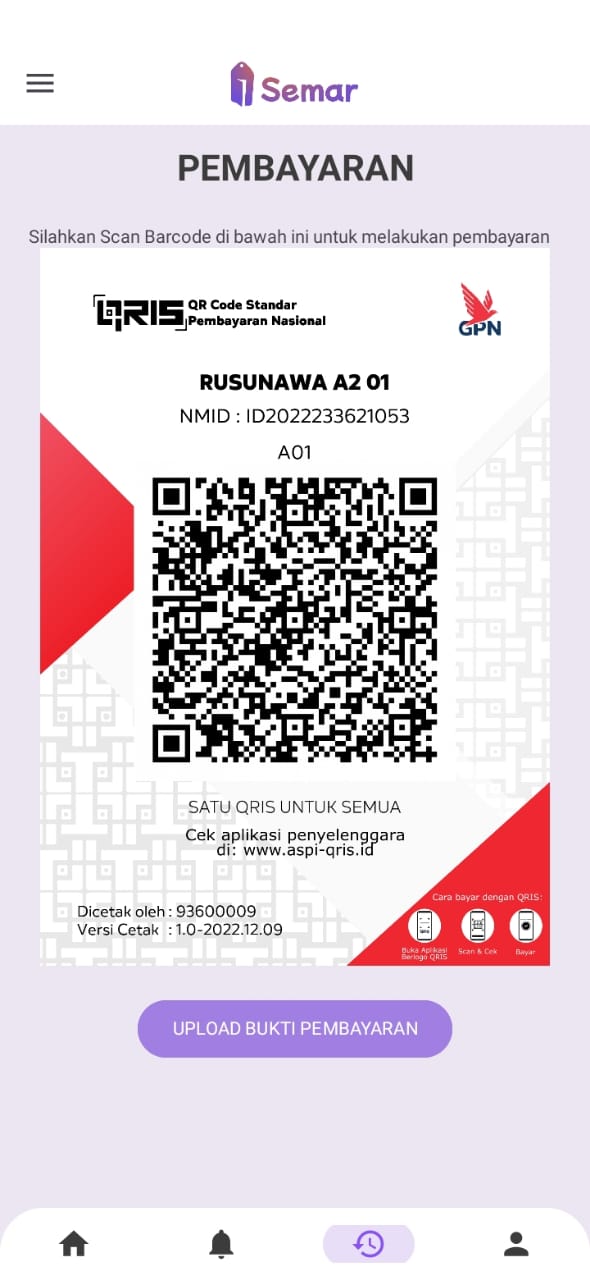 Semar
PEMBAYARAN
Silahkan Scan Barcode di bawah ini untuk melakukan pembayaran
QRIS
QR Code Standar
Pembayaran Nasional
GPN
RUSUNAWA A2 01
NMID : ID2022233621053
A01
SATU QRIS UNTUK SEMUA
Cek aplikasi penyelenggara
di: www.aspi-qris.id
Dicetak oleh : 93600009
Versi Cetak : 1.0-2022.12.09
Cara bayar dengan QRIS:
Buka Aplikasi
Berlogo QRIS
Scan & Cek
Bayar
UPLOAD BUKTI PEMBAYARAN